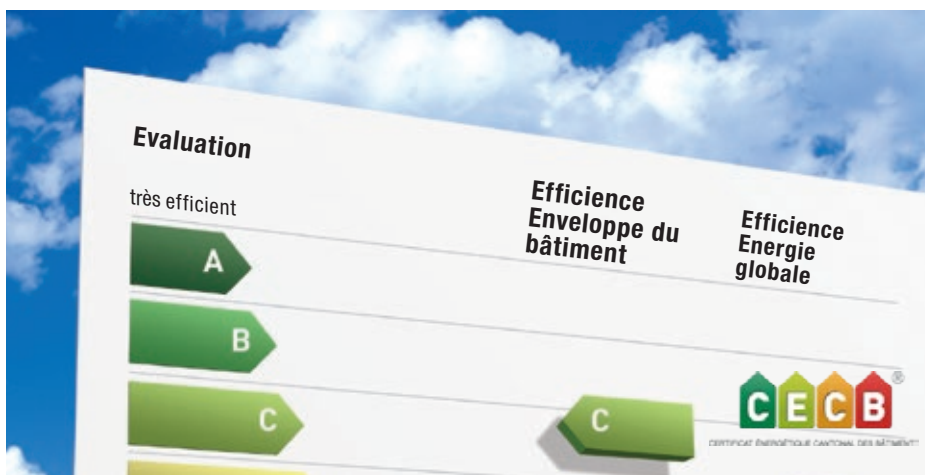 Evaluation
très efficient
Efficience
Enveloppe du
bâtiment
Efficience
Energie
globale
A
B
C
C
CECB®
CERTIFICAT ÉNERGÉTIQUE CANTONAL DES BÂTIMENTS